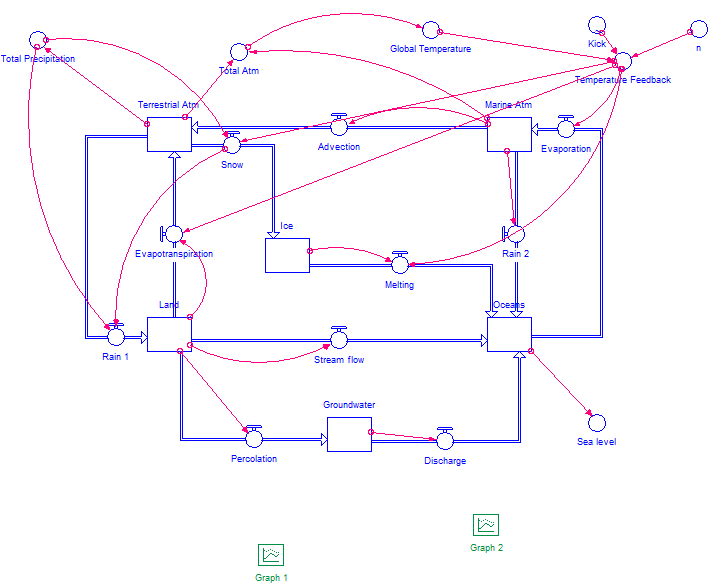 Kick
n
Global Temperature
Total Precipitation
Total Atm
Temperature Feedback
Terrestrial Atm
Marine Atm
Advection
Evaporation
Snow
Ice
Evapotranspiration
Rain 2
Melting
Land
Oceans
Rain 1
Stream flow
Groundwater
Sea level
Percolation
Discharge
Graph 2
Graph 1